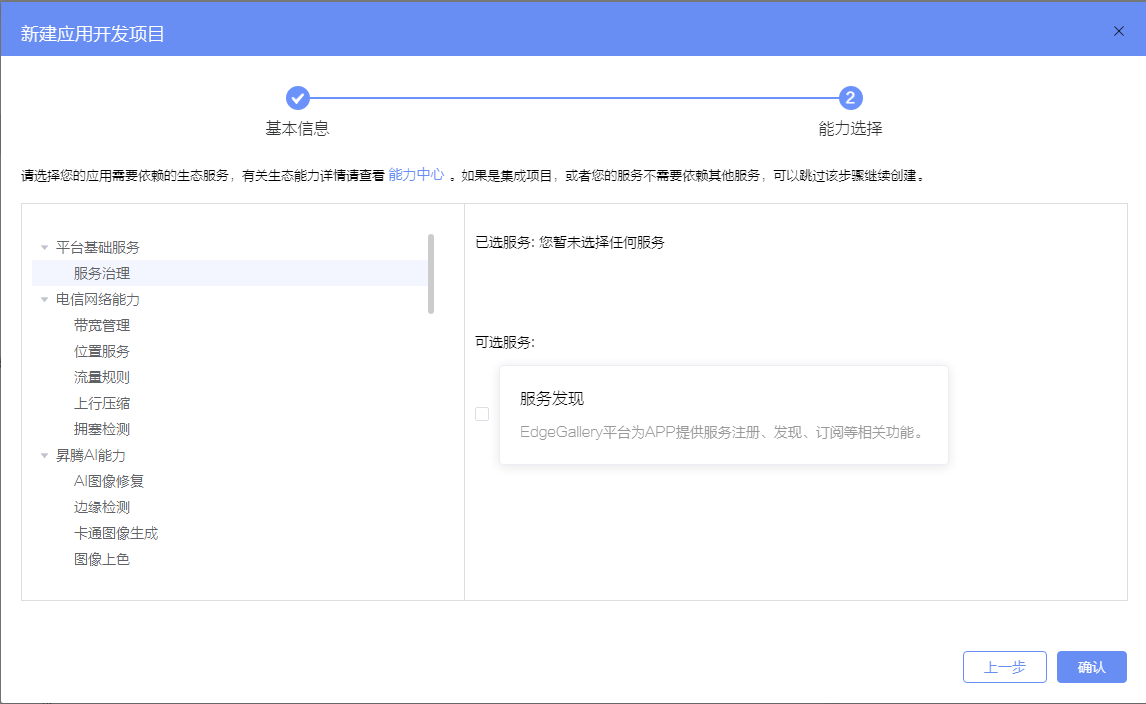 新建应用开发项目
2
基本信息
能力选择
请选择您的应用需要依赖的生态服务，有关生态能力详情请查看 能力中心 。如果是集成项目，或者您的服务不需要依赖其他服务，可以跳过该步骤继续创建。
平台基础服务
服务治理
电信网络能力
带宽管理
位置服务
流量规则
上行压缩
拥塞检测
昇腾AI能力
AI图像修复
边缘检测
卡通图像生成
图像上色
已选服务: 您暂未选择任何服务
可选服务:
服务发现
EdgeGallery平台为APP提供服务注册、发现、订阅等相关功能。
上一步
确认